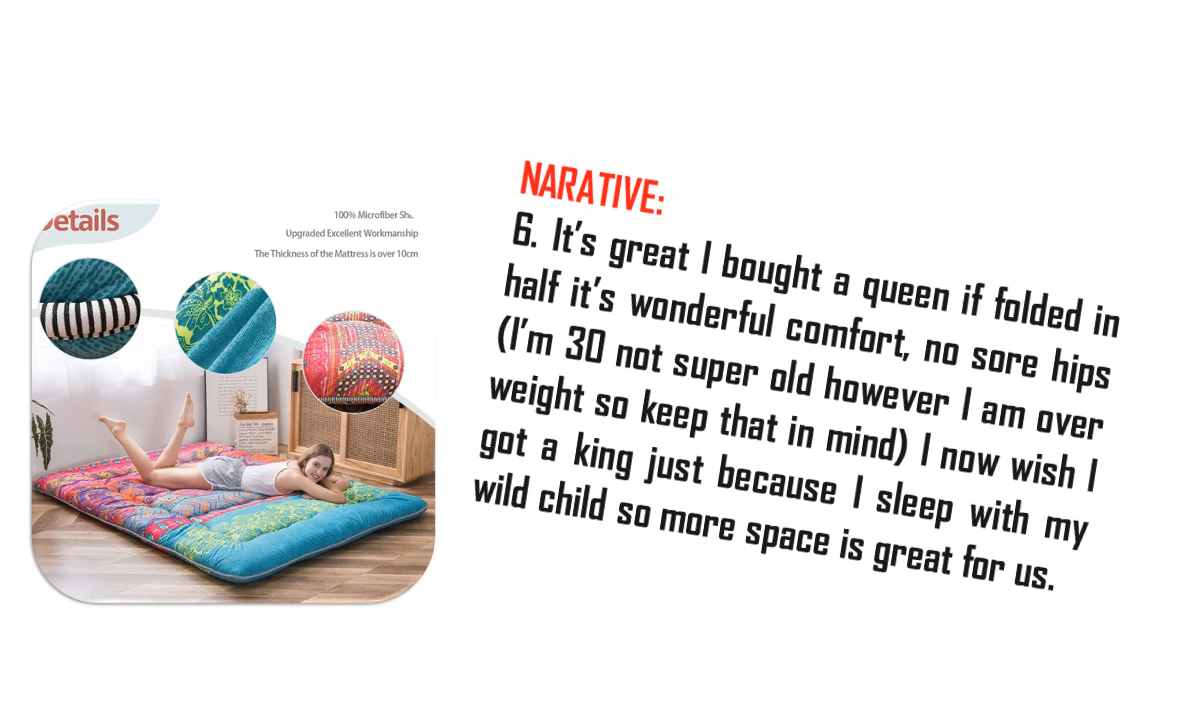 Details
100% Microfiber
Upgraded Excellent Workmanship
The Thickness of the Mattress is over 10cm
NARATIVE:
6. It's great I bought a queen if folded in
half it's wonderful comfort, no sore hips
(I'm 30 not super old however I am over
weight so keep that in mind) I now wish I
got a king just because I sleep with my
wild child so more space is great for us.